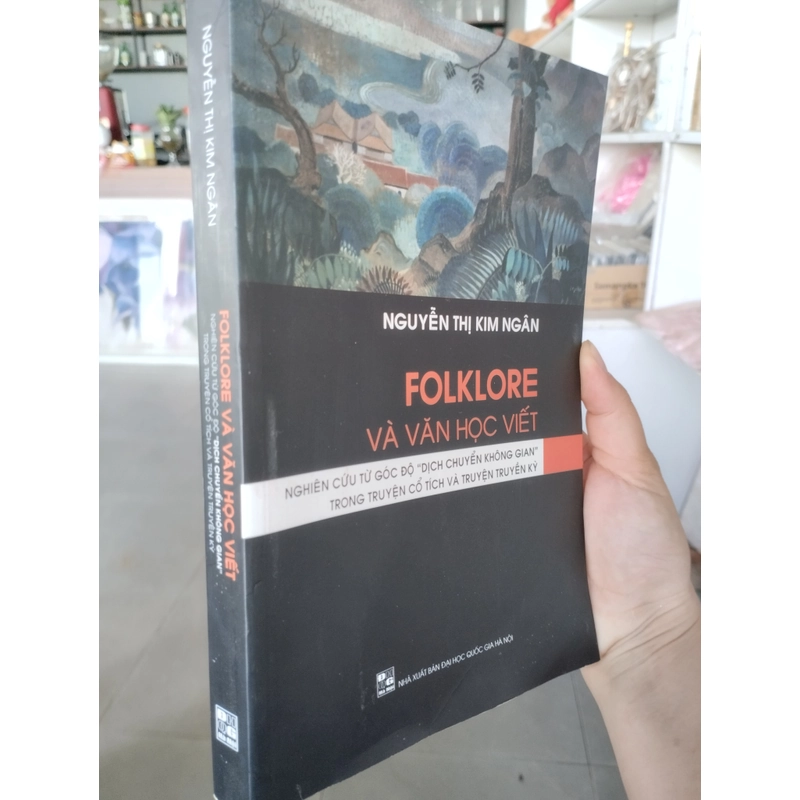 NGUYỄN THỊ KIM NGÂN
FOLKLORE
VÀ VĂN HỌC VIẾT
NGHIÊN CỨU TỪ GÓC ĐỘ "DỊCH CHUYỂN KHÔNG GIAN"
TRONG TRUYỆN CỔ TÍCH VÀ TRUYỆN TRUYỀN KỲ
NHÀ XUẤT BẢN ĐẠI HỌC QUỐC GIA HÀ NỘI
NGUYỄN THỊ KIM NGÂN
FOLKLORE VÀ VĂN HỌC VIẾT
NGHIÊN CỨU TỪ GÓC ĐỘ "DỊCH CHUYỂN KHÔNG GIAN"
TRONG TRUYỆN CỔ TÍCH VÀ TRUYỆN TRUYỀN KỲ